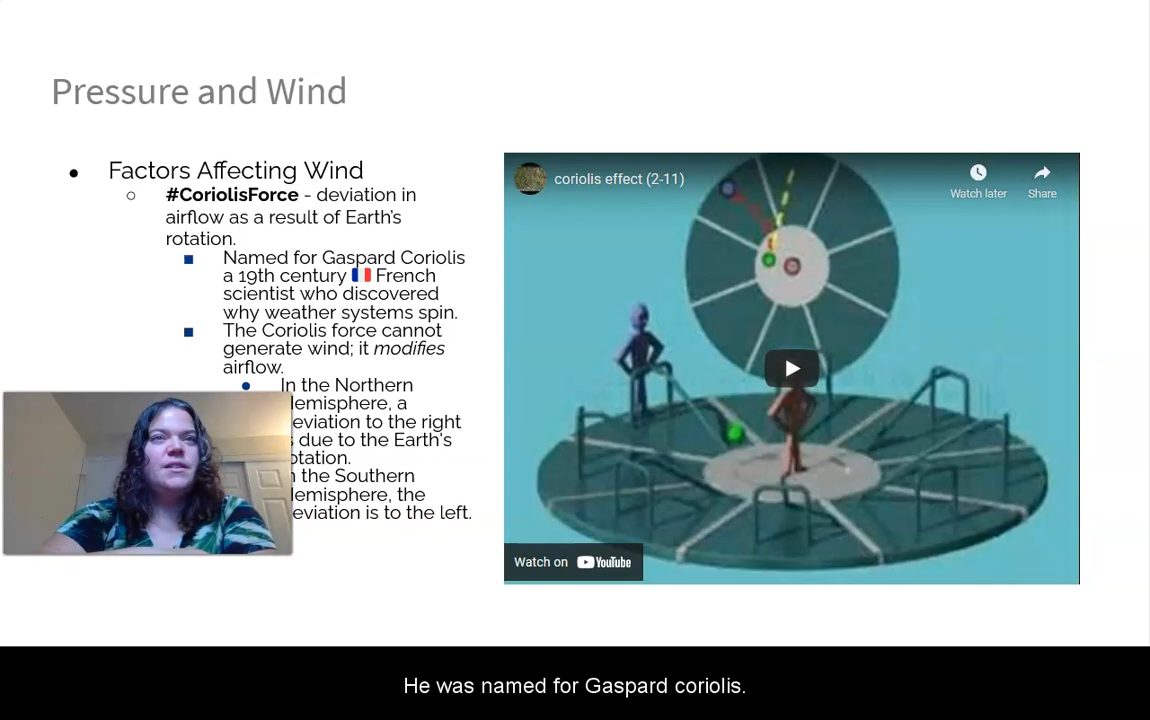 Pressure and Wind
● Factors Affecting Wind
○ #CoriolisForce - deviation in
airflow as a result of Earth's
rotation.
■ Named for Gaspard Coriolis
a 19th century 🇫🇷 French
scientist who discovered
why weather systems spin.
■ The Coriolis force cannot
generate wind; it modifies
airflow.
● In the Northern
emisphere, a
eviation to the right
due to the Earth's
otation.
the Southern
emisphere, the
eviation is to the left.
coriolis effect (2-11)
Watch later
Share
Watch on YouTube
He was named for Gaspard coriolis.